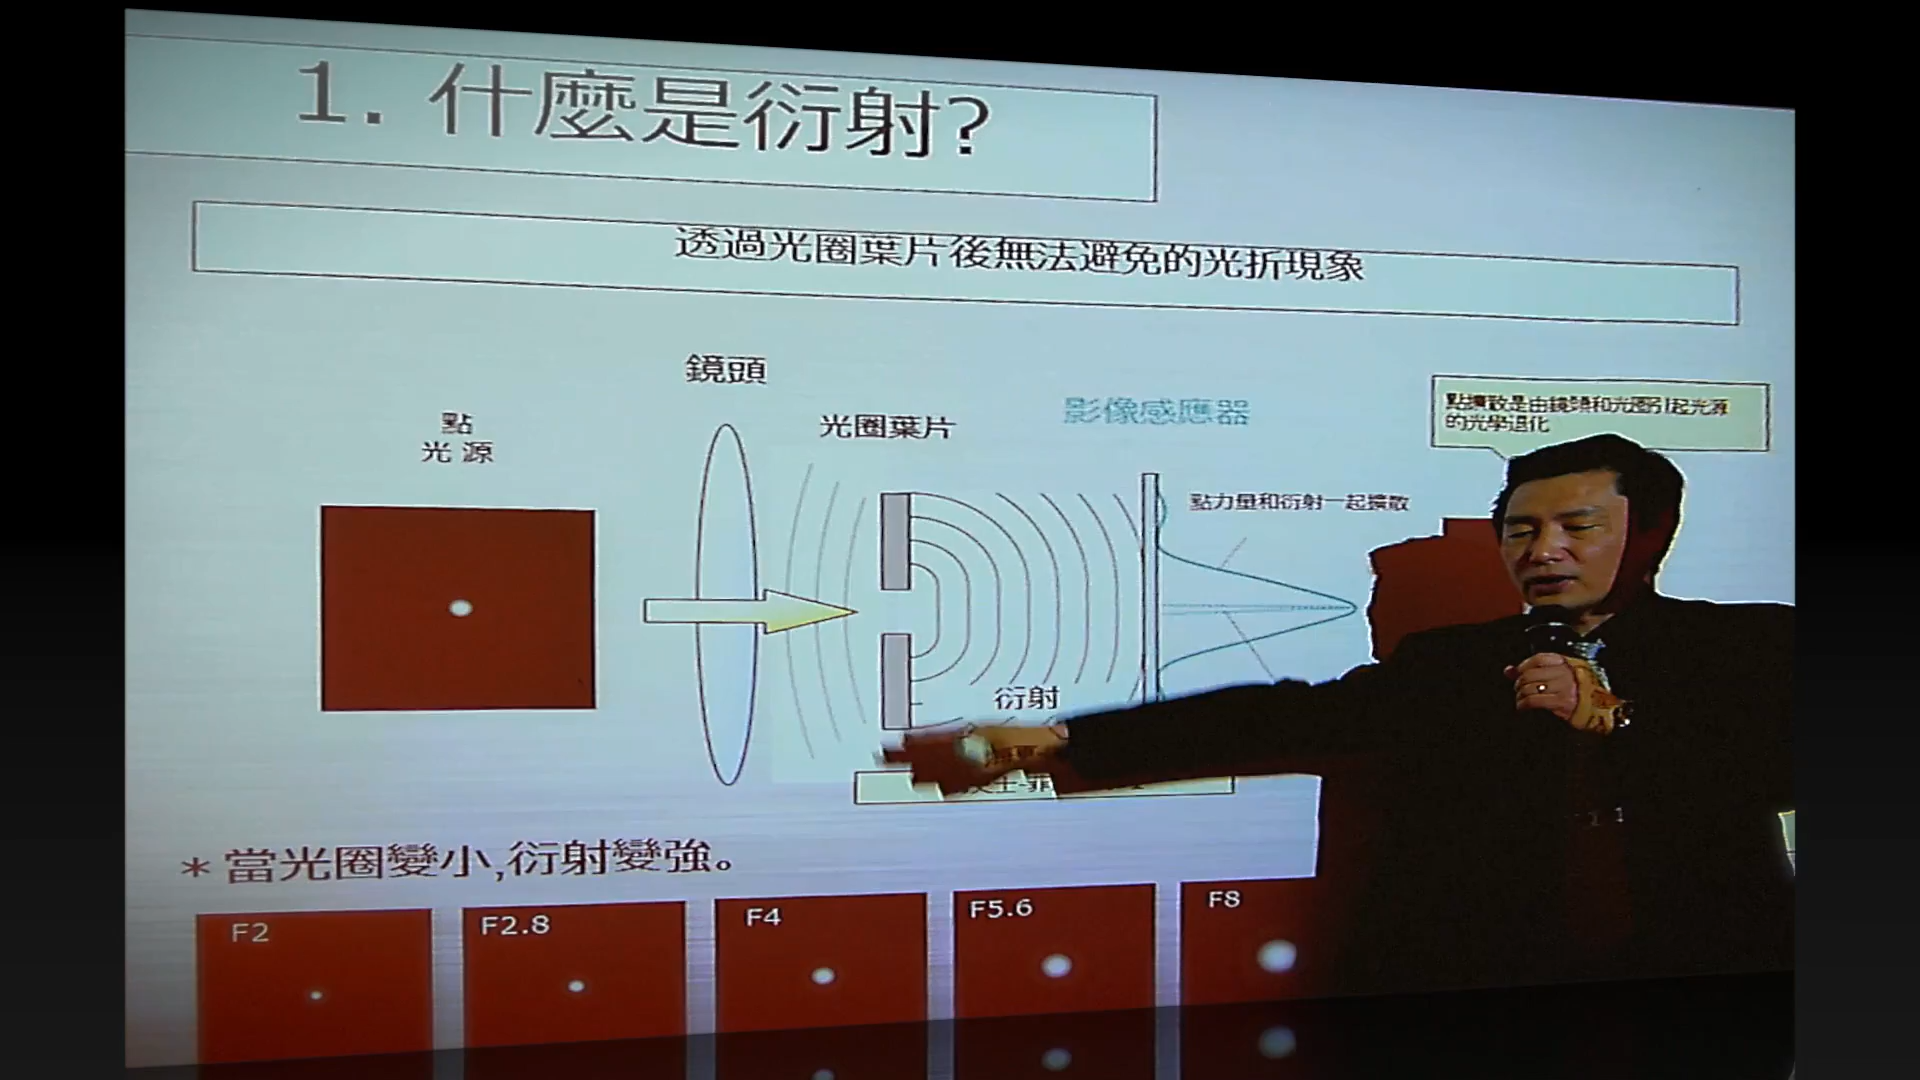 1. 什麼是衍射?
透過光圈葉片後無法避免的光折現象
鏡頭
點
光 源
光圈葉片
影像感應器
點擴散是由鏡頭和光圈引起光源
的光學退化
點力量和衍射一起擴散
衍射
* 當光圈變小,衍射變強。
F2
F2.8
F4
F5.6
F8